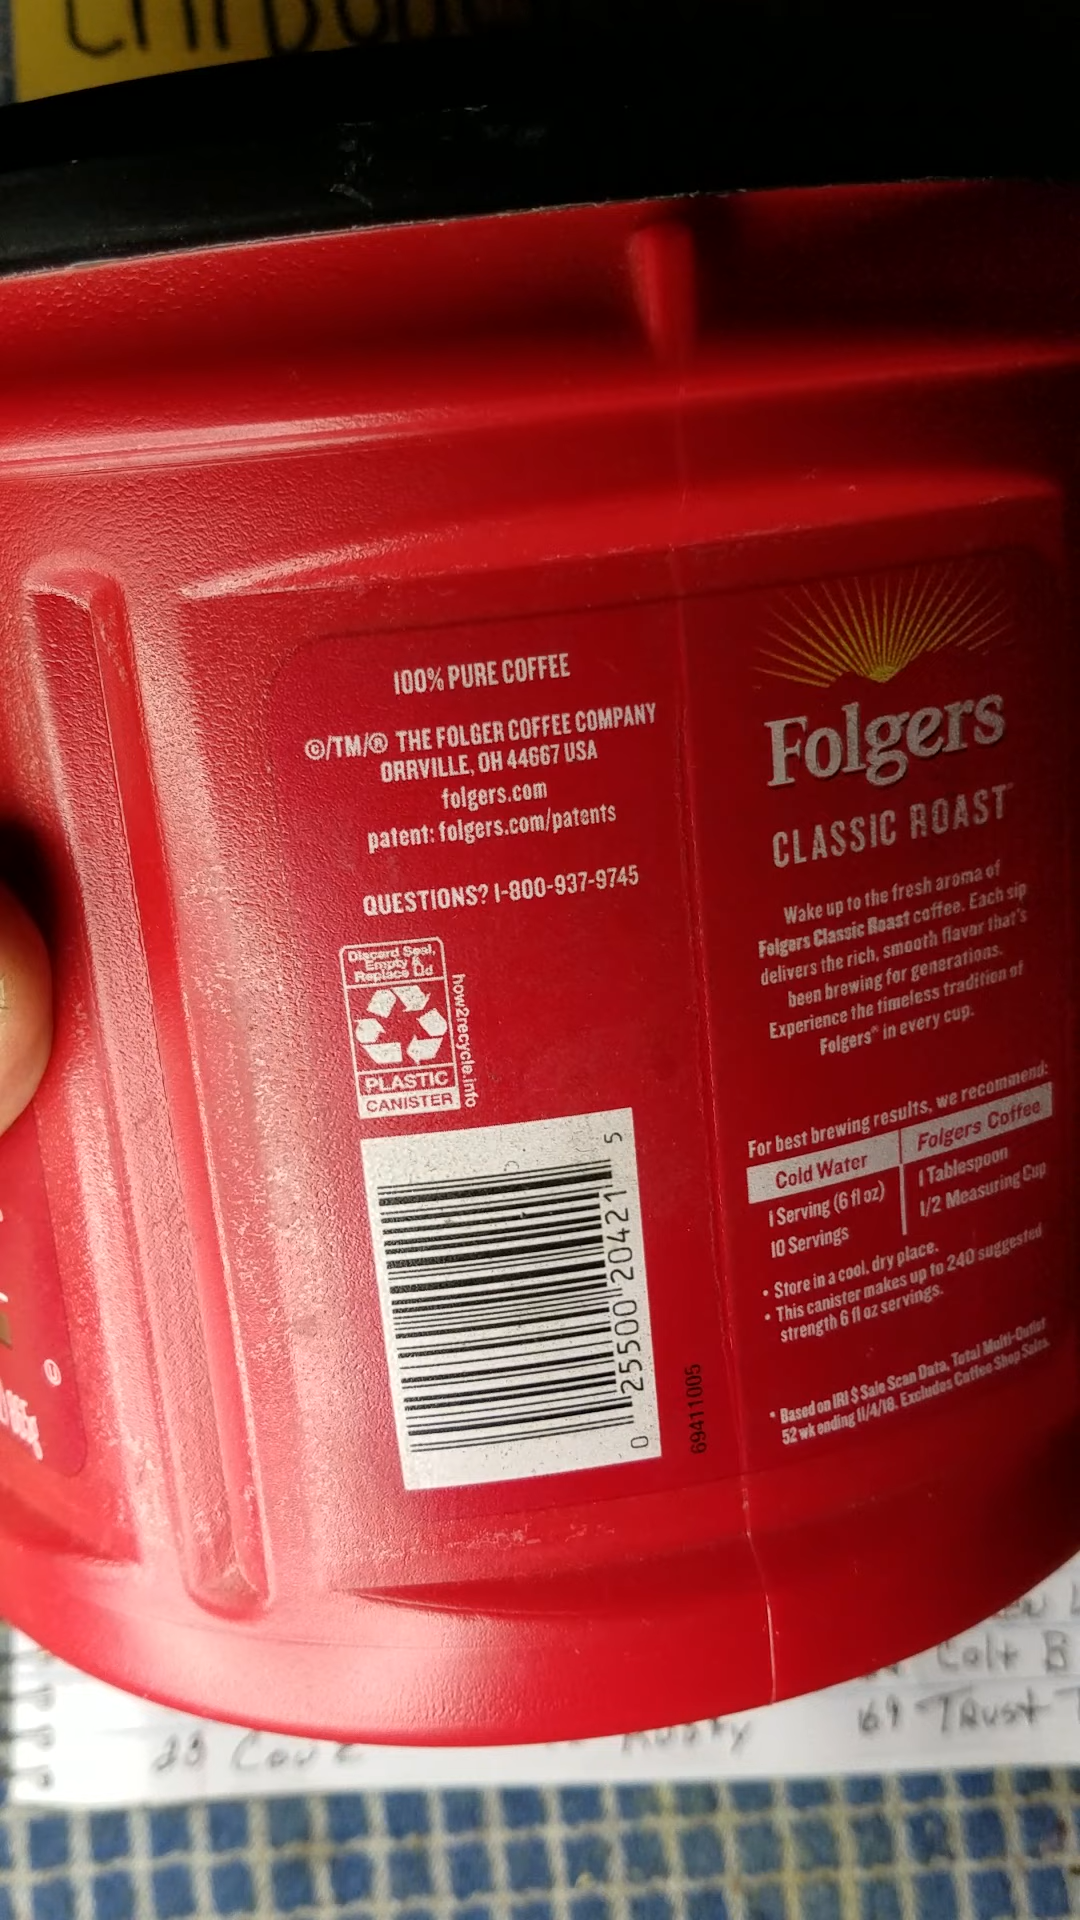 100% PURE COFFEE
©/TM/® THE FOLGER COFFEE COMPANY
ORRVILLE, OH 44667 USA
folgers.com
patent: folgers.com/patents
QUESTIONS? 1-800-937-9745
Discard Seal,
Empty &
Replace Lid
how2recycle.info
PLASTIC
CANISTER
0 25500 20421 5
69411005
Folgers
CLASSIC ROAST
Wake up to the fresh aroma of
Folgers Classic Roast coffee. Each sip
delivers the rich, smooth flavor that's
been brewing for generations.
Experience the timeless tradition of
Folgers® in every cup.
For best brewing results, we recommend:
Cold Water Folgers Coffee
1 Serving (6 fl oz) 1 Tablespoon
10 Servings 1/2 Measuring Cup
• Store in a cool, dry place.
• This canister makes up to 240 suggested
strength 6 fl oz servings.
* Based on IRI $ Sale Scan Data, Total Multi-Outlet
52 wk ending 11/4/18. Excludes Coffee Shop Sales.
Colt B
69 Trust